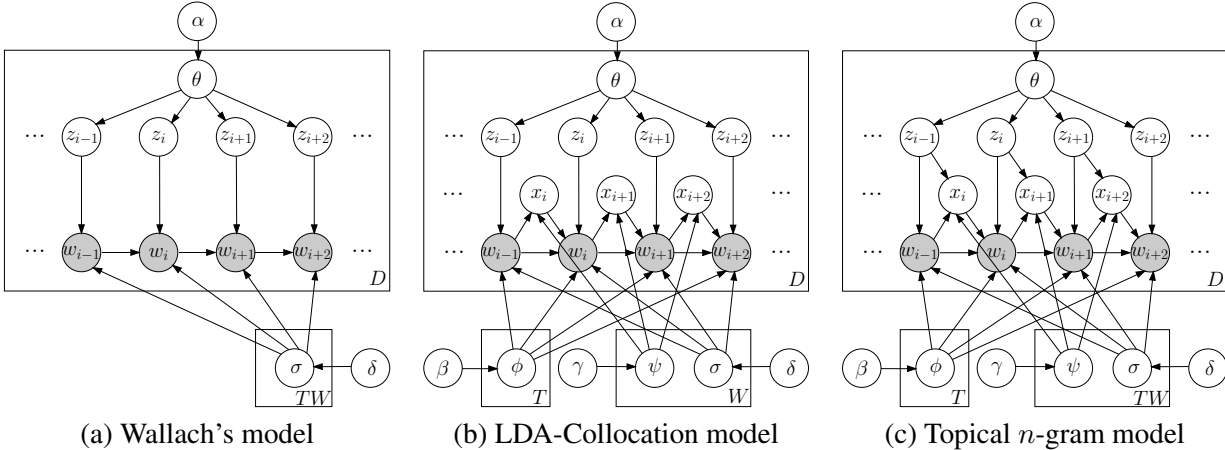 α α α
θ θ θ
··· z_{i-1} z_i z_{i+1} z_{i+2} ··· ··· z_{i-1} z_i z_{i+1} z_{i+2} ··· ··· z_{i-1} z_i z_{i+1} z_{i+2} ···
··· x_i x_{i+1} x_{i+2} ··· ··· x_i x_{i+1} x_{i+2} ···
··· w_{i-1} w_i w_{i+1} w_{i+2} ··· ··· w_{i-1} w_i w_{i+1} w_{i+2} ··· ··· w_{i-1} w_i w_{i+1} w_{i+2} ···
D D D
σ δ β ϕ γ ψ σ δ β ϕ γ ψ σ δ
TW T W T TW
(a) Wallach's model (b) LDA-Collocation model (c) Topical n-gram model